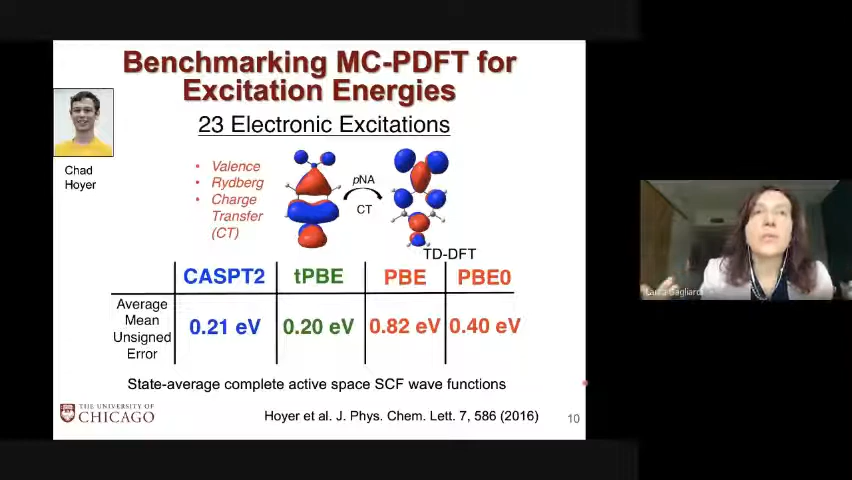 Benchmarking MC-PDFT for
Excitation Energies
23 Electronic Excitations
Chad
Hoyer
• Valence
• Rydberg
• Charge
Transfer
(CT)
pNA
CT
TD-DFT
CASPT2 tPBE PBE PBE0
Average
Mean
Unsigned
Error
0.21 eV 0.20 eV 0.82 eV 0.40 eV
State-average complete active space SCF wave functions
THE UNIVERSITY OF
CHICAGO
Hoyer et al. J. Phys. Chem. Lett. 7, 586 (2016)
10
Laura Gagliardi